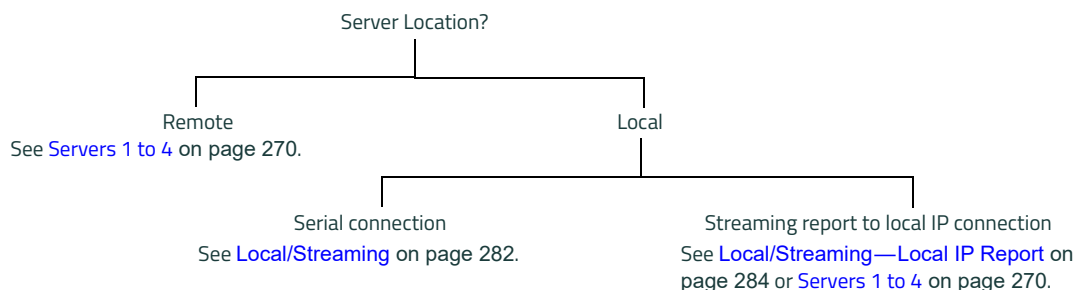 Server Location?
Remote
See Servers 1 to 4 on page 270.
Local
Serial connection
See Local/Streaming on page 282.
Streaming report to local IP connection
See Local/Streaming—Local IP Report on
page 284 or Servers 1 to 4 on page 270.